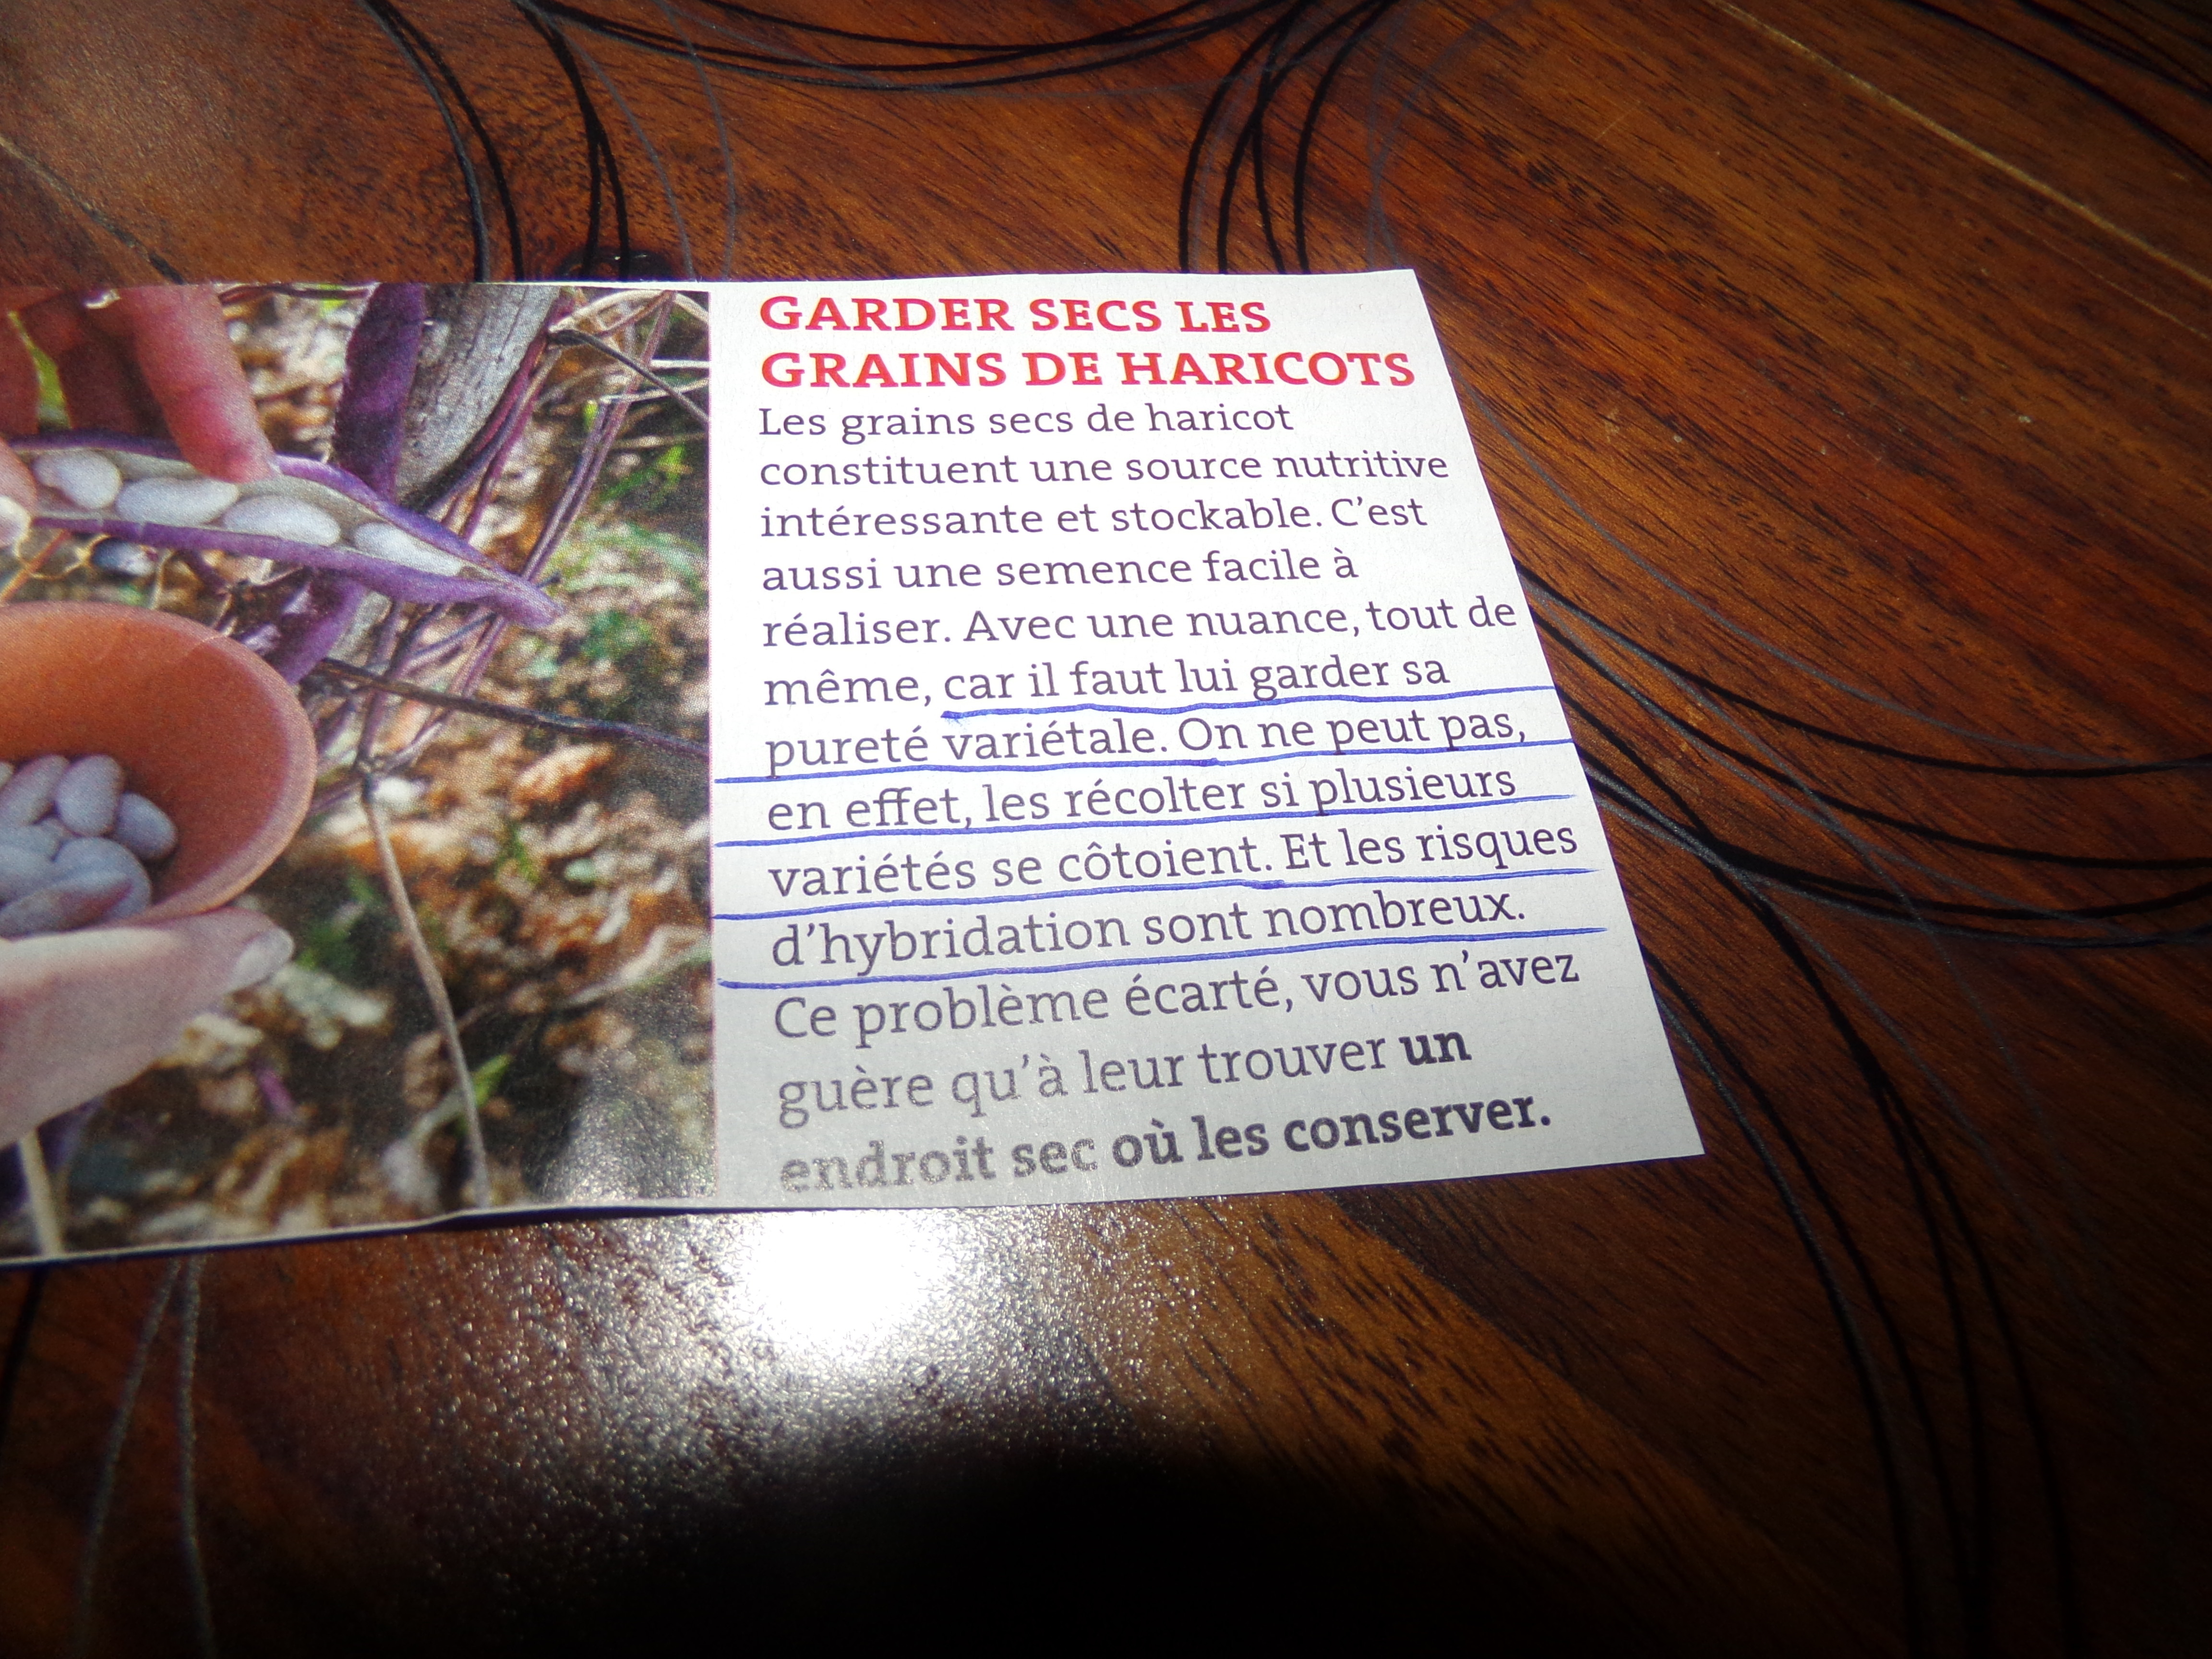 GARDER SECS LES
GRAINS DE HARICOTS
Les grains secs de haricot
constituent une source nutritive
intéressante et stockable. C'est
aussi une semence facile à
réaliser. Avec une nuance, tout de
même, car il faut lui garder sa
pureté variétale. On ne peut pas,
en effet, les récolter si plusieurs
variétés se côtoient. Et les risques
d'hybridation sont nombreux.
Ce problème écarté, vous n'avez
guère qu'à leur trouver un
endroit sec où les conserver.